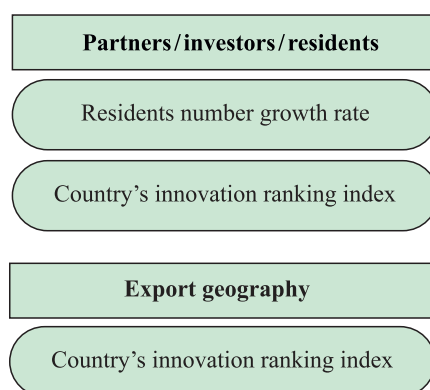 Partners/investors/residents
Residents number growth rate
Country’s innovation ranking index
Export geography
Country’s innovation ranking index